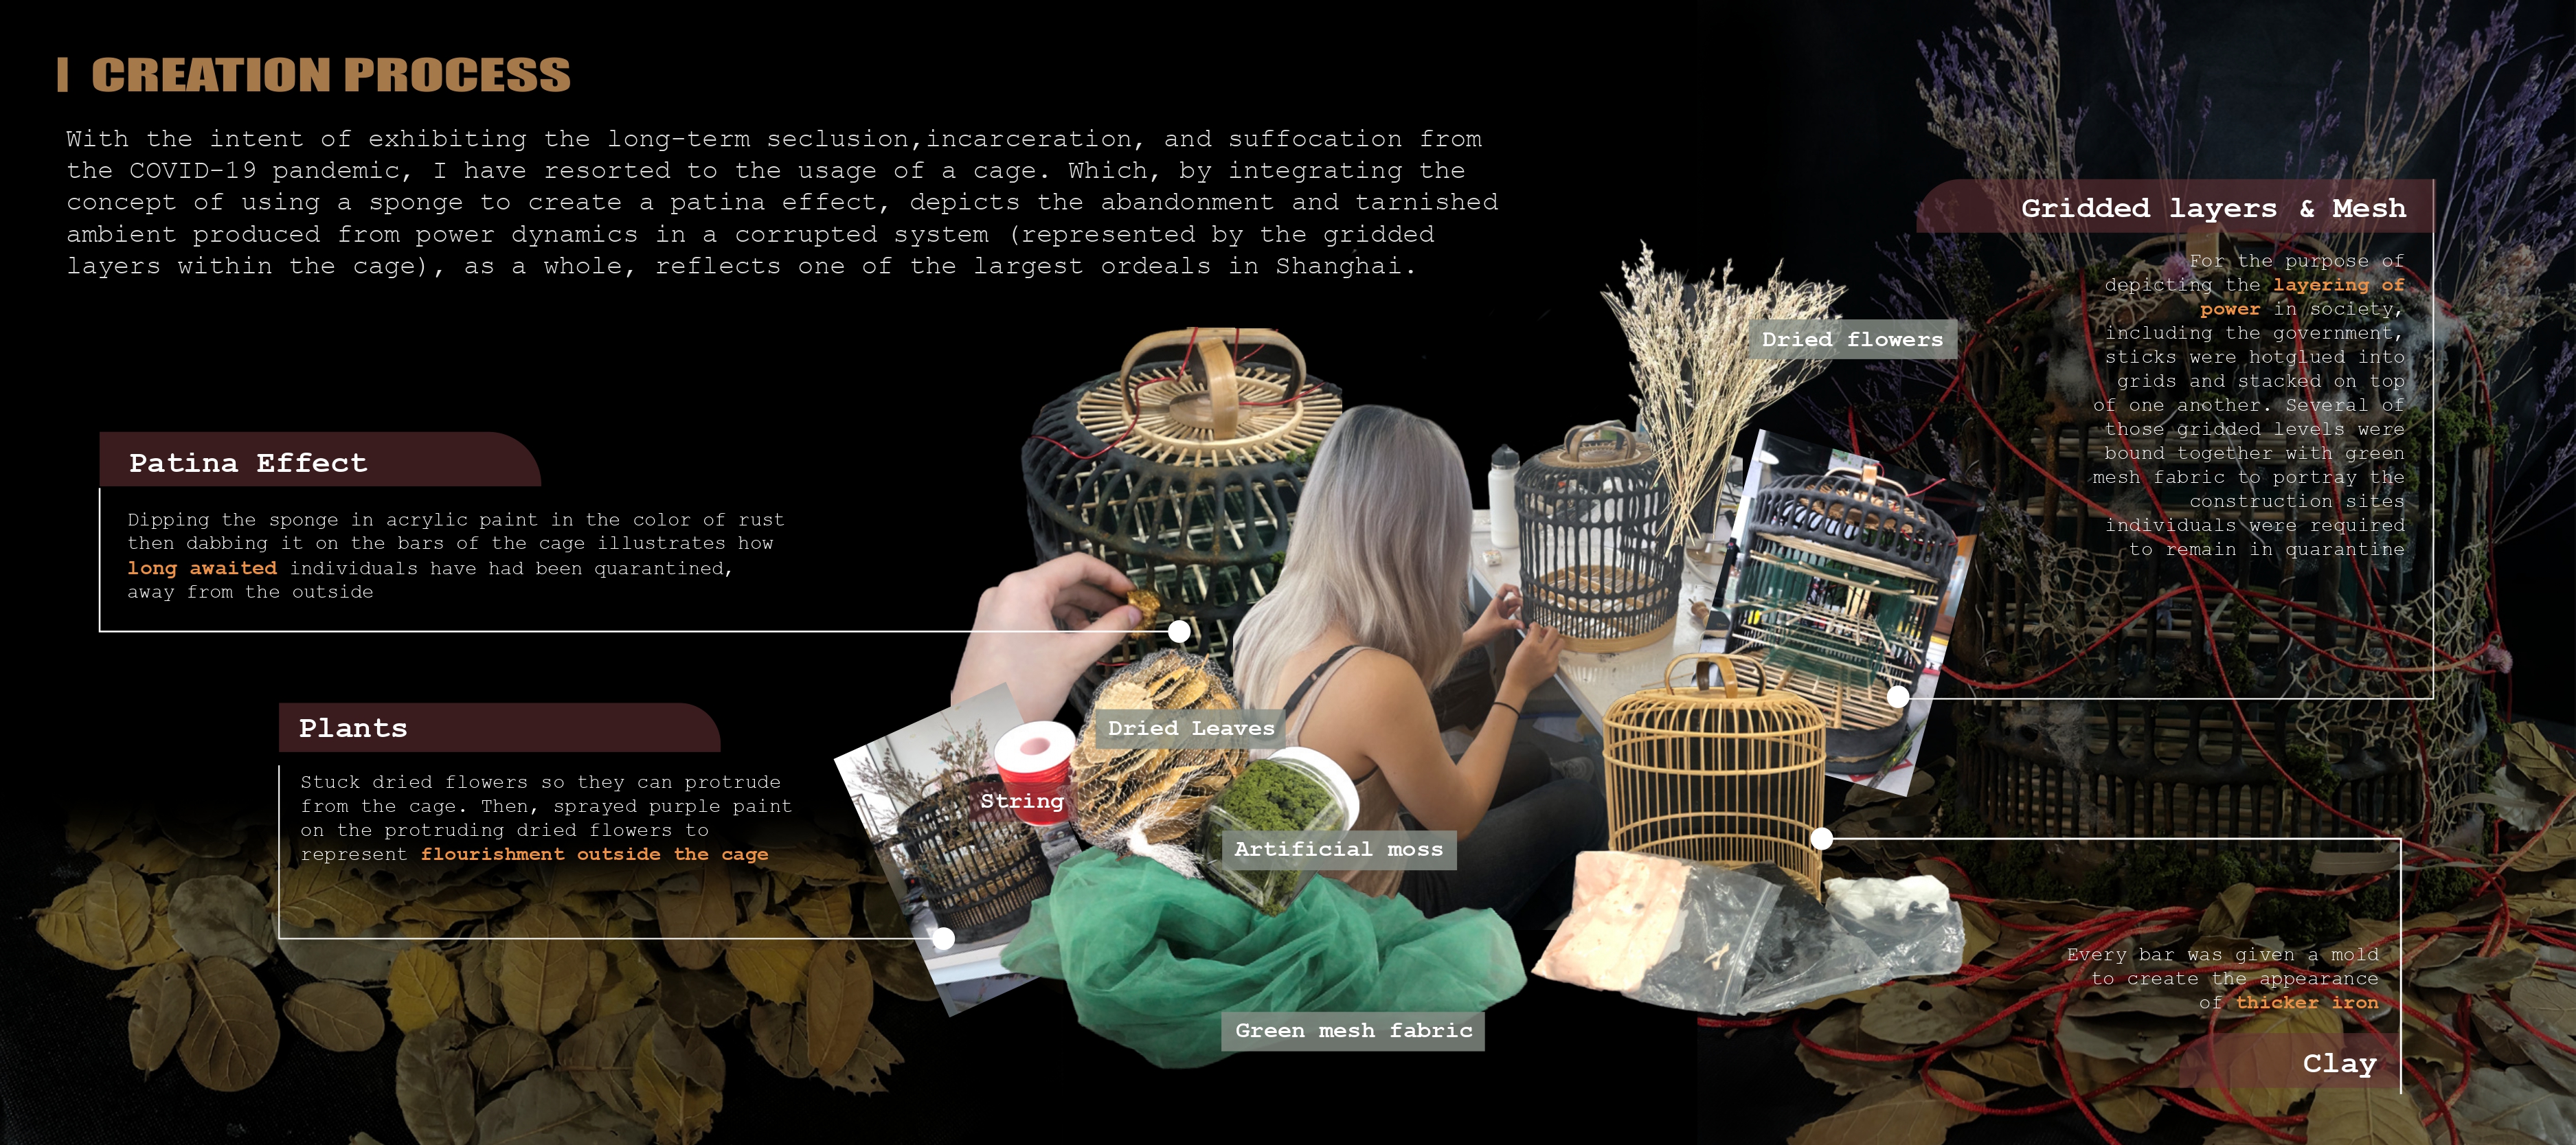 CREATION PROCESS
With the intent of exhibiting the long-term seclusion,incarceration, and suffocation from
the COVID-19 pandemic, I have resorted to the usage of a cage. Which, by integrating the
concept of using a sponge to create a patina effect, depicts the abandonment and tarnished
ambient produced from power dynamics in a corrupted system (represented by the gridded
layers within the cage), as a whole, reflects one of the largest ordeals in Shanghai.
Patina Effect
Dipping the sponge in acrylic paint in the color of rust
then dabbing it on the bars of the cage illustrates how
long awaited individuals have had been quarantined,
away from the outside
Plants
Stuck dried flowers so they can protrude
from the cage. Then, sprayed purple paint
on the protruding dried flowers to
represent flourishment outside the cage
Dried flowers
Dried Leaves
String
Artificial moss
Green mesh fabric
Gridded layers & Mesh
For the purpose of
depicting the layering of
power in society,
including the government,
sticks were hotglued into
grids and stacked on top
of one another. Several of
those gridded levels were
bound together with green
mesh fabric to portray the
construction sites
individuals were required
to remain in quarantine
Every bar was given a mold
to create the appearance
of thicker iron
Clay